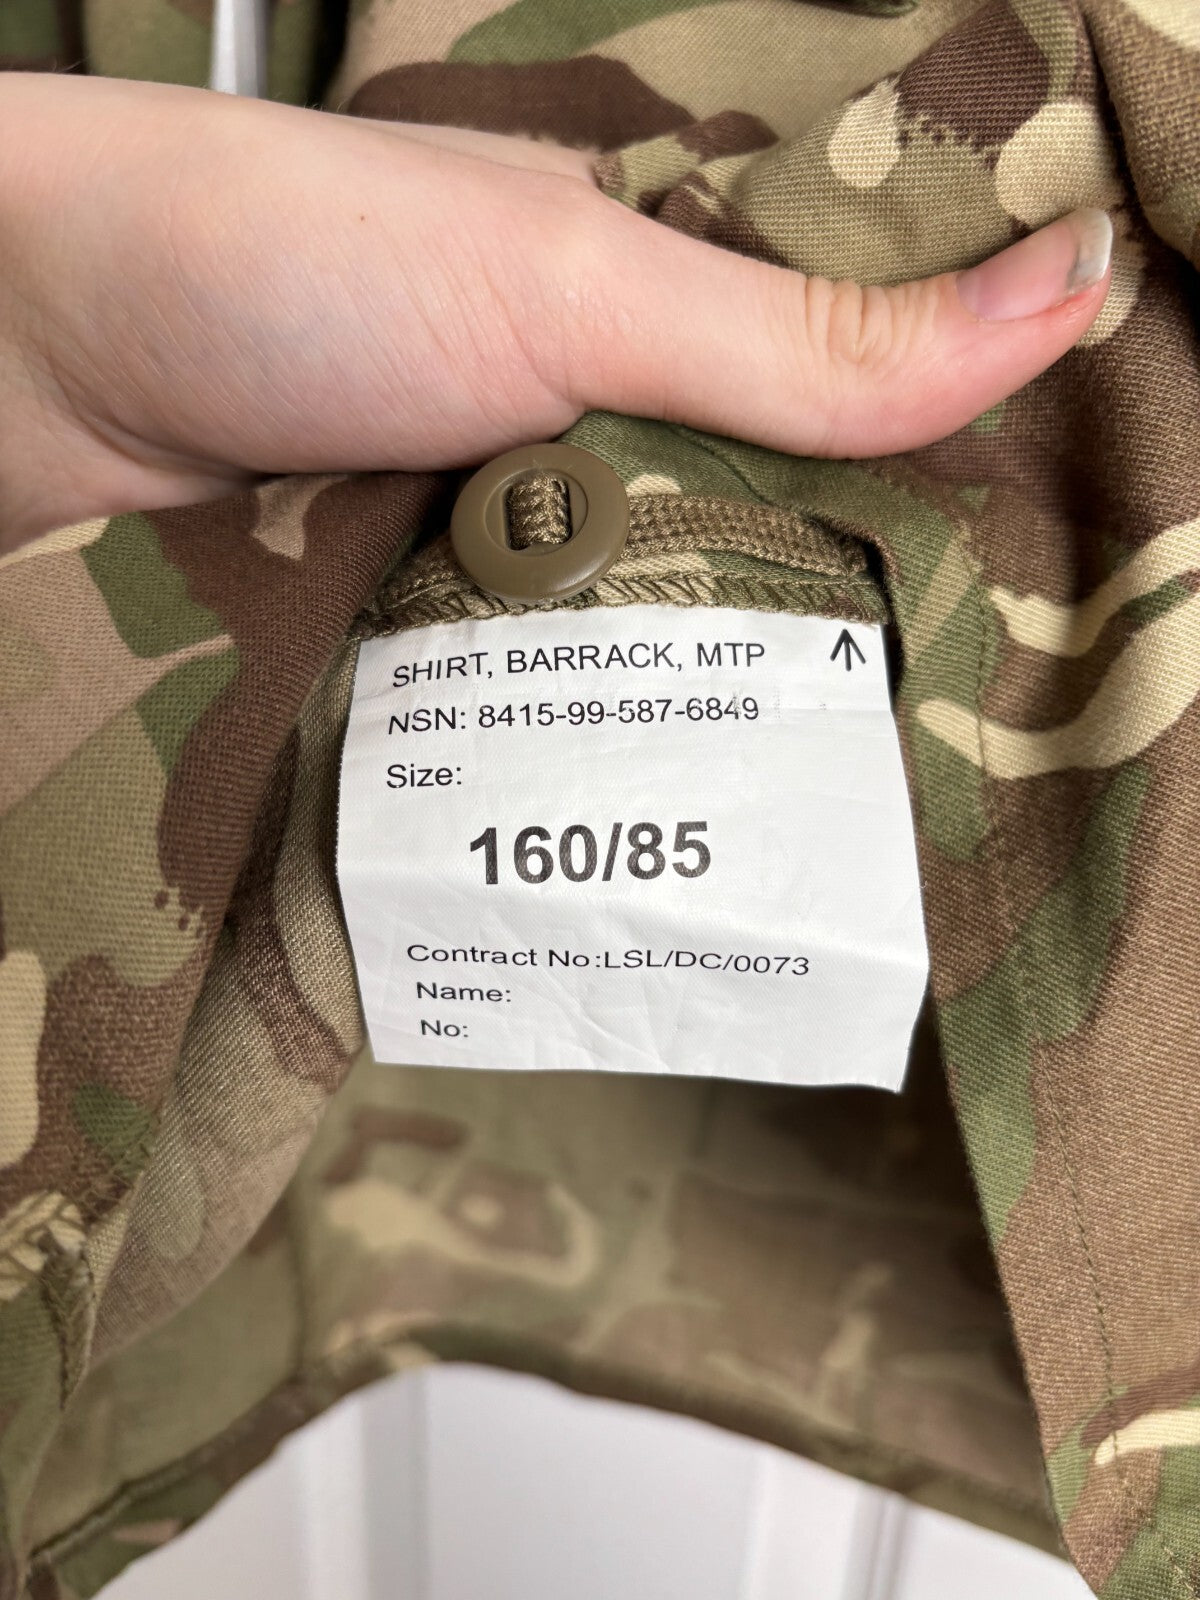 SHIRT, BARRACK, MTP
NSN: 8415-99-587-6849
Size:
160/85
Contract No:LSL/DC/0073
Name:
No: